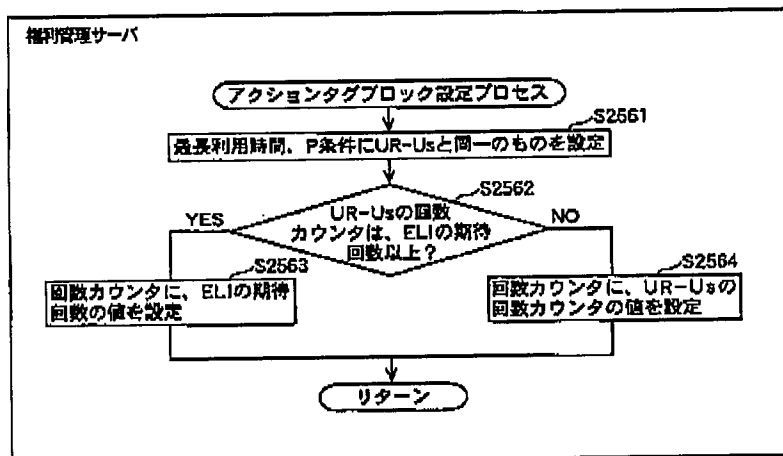 権利管理サーバ
アクションタグブロック設定プロセス
S2561
最長利用時間、P条件にUR-Usと同一のものを設定
S2562
YES
UR-Usの回数
カウンタは、ELIの期待
回数以上?
NO
S2563
回数カウンタに、ELIの期待
回数の値を設定
S2564
回数カウンタに、UR-Usの
回数カウンタの値を設定
リターン